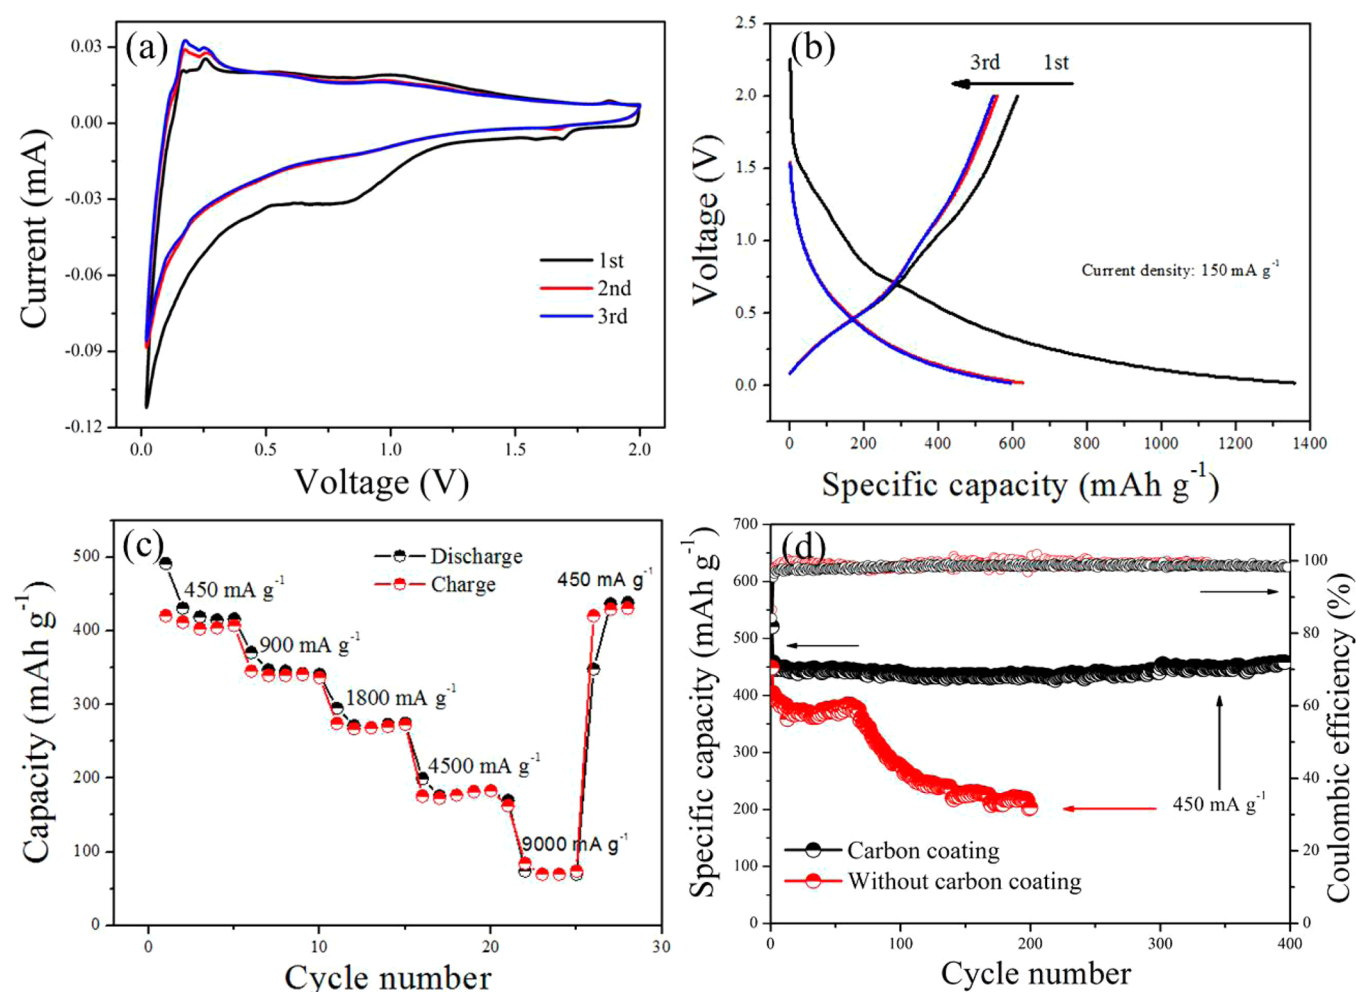 (a)
0.03
0.00
-0.03
-0.06
-0.09
-0.12
Current (mA)
1st
2nd
3rd
0.0
0.5
1.0
1.5
2.0
Voltage (V)
(b)
2.5
2.0
1.5
1.0
0.5
0.0
Voltage (V)
3rd 1st
Current density: 150 mA g-1
0
200
400
600
800
1000
1200
1400
Specific capacity (mAh g-1)
(c)
500
400
300
200
100
0
Capacity (mAh g-1)
Discharge
Charge
450 mA g-1
900 mA g-1
1800 mA g-1
4500 mA g-1
9000 mA g-1
450 mA g-1
0
10
20
30
Cycle number
(d)
700
600
500
400
300
200
100
0
Specific capacity (mAh g-1)
100
80
60
40
20
0
Coulombic efficiency (%)
450 mA g-1
Carbon coating
Without carbon coating
0
100
200
300
400
Cycle number